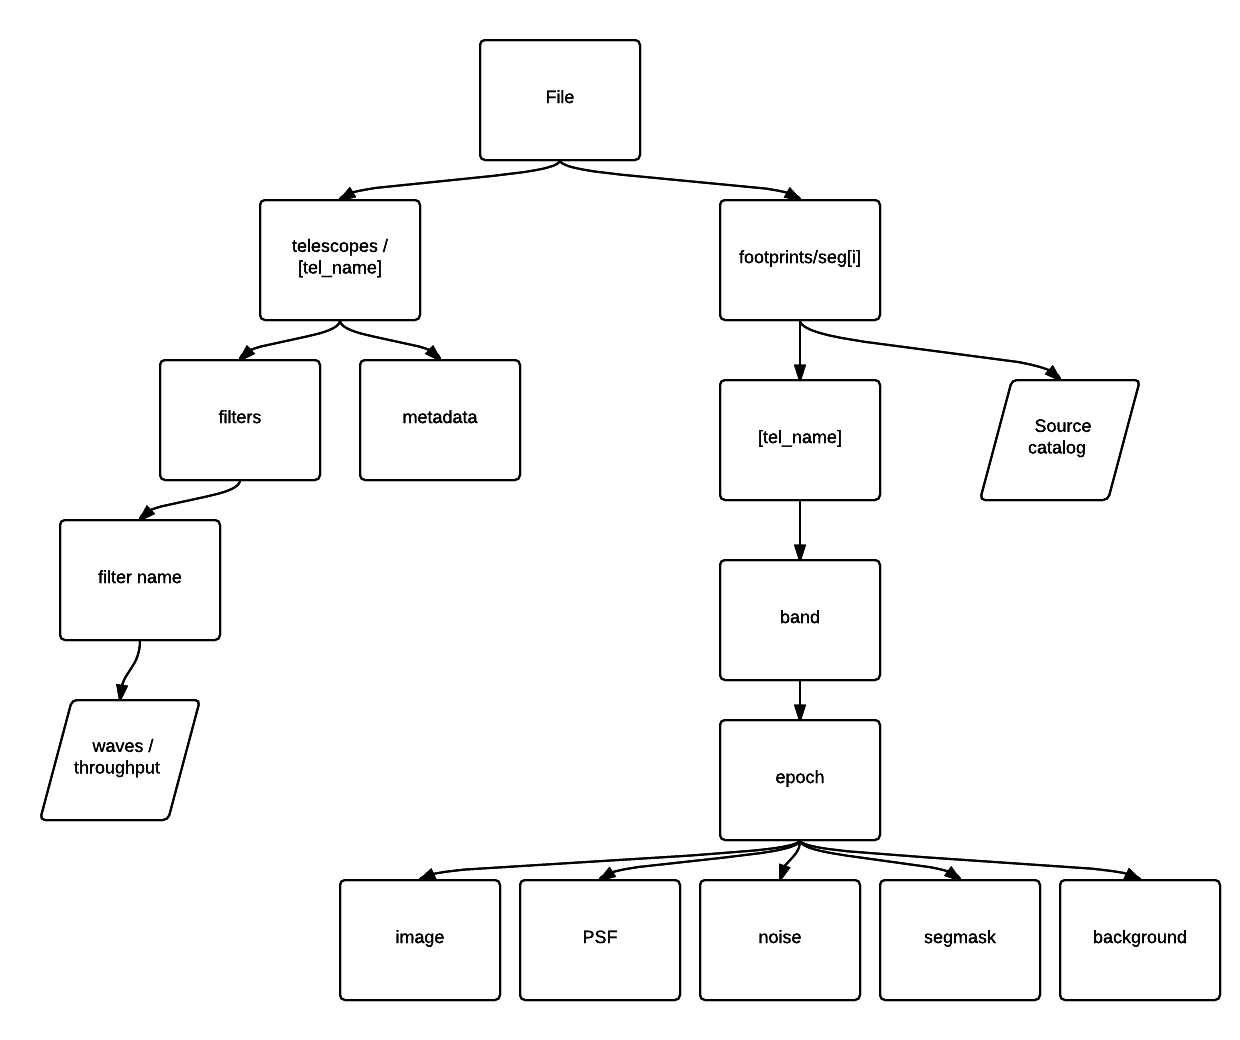 File
telescopes /
[tel_name]
footprints/seg[i]
filters
metadata
[tel_name]
Source
catalog
filter name
band
waves /
throughput
epoch
image
PSF
noise
segmask
background